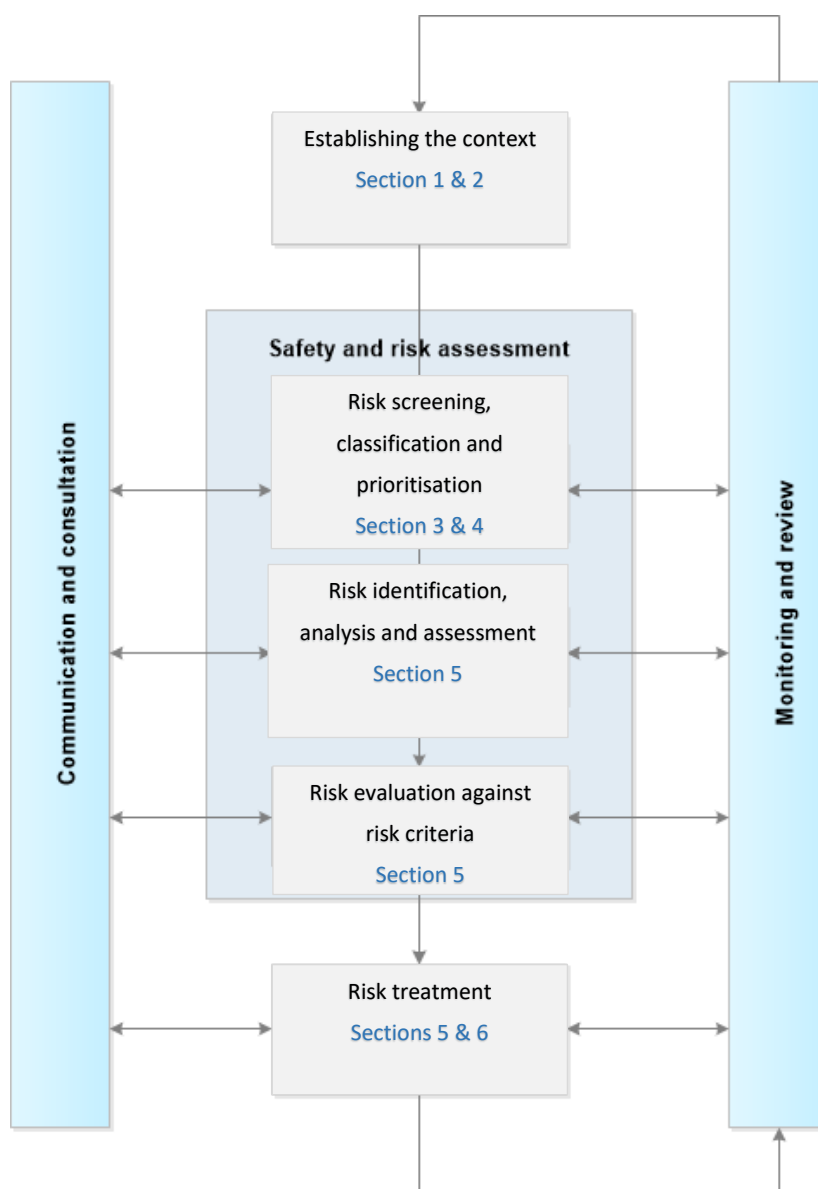 Establishing the context
Section 1 & 2
Safety and risk assessment
Risk screening,
classification and
prioritisation
Section 3 & 4
Risk identification,
analysis and assessment
Section 5
Risk evaluation against
risk criteria
Section 5
Risk treatment
Sections 5 & 6
Communication and consultation
Monitoring and review